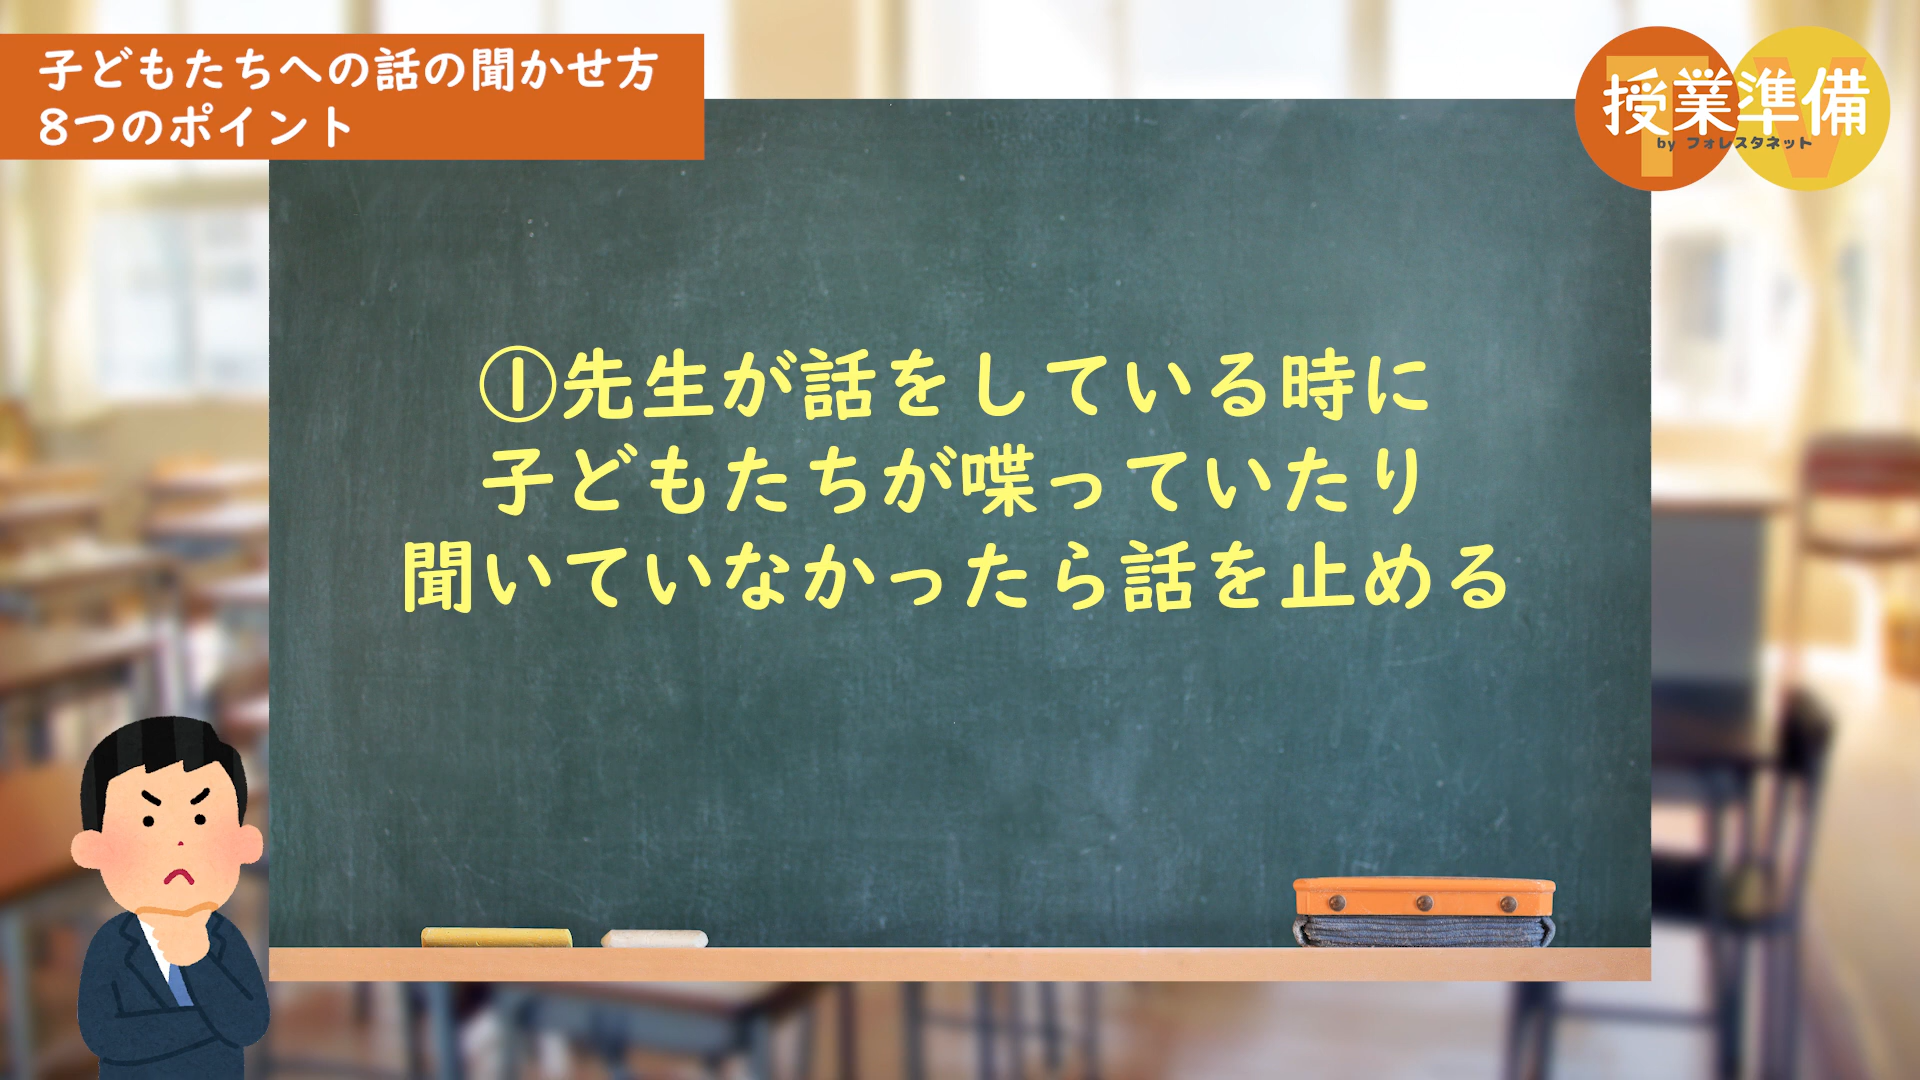 子どもたちへの話の聞かせ方
8つのポイント
TV
授業準備
by フォレスタネット
①先生が話をしている時に
子どもたちが喋っていたり
聞いていなかったら話を止める